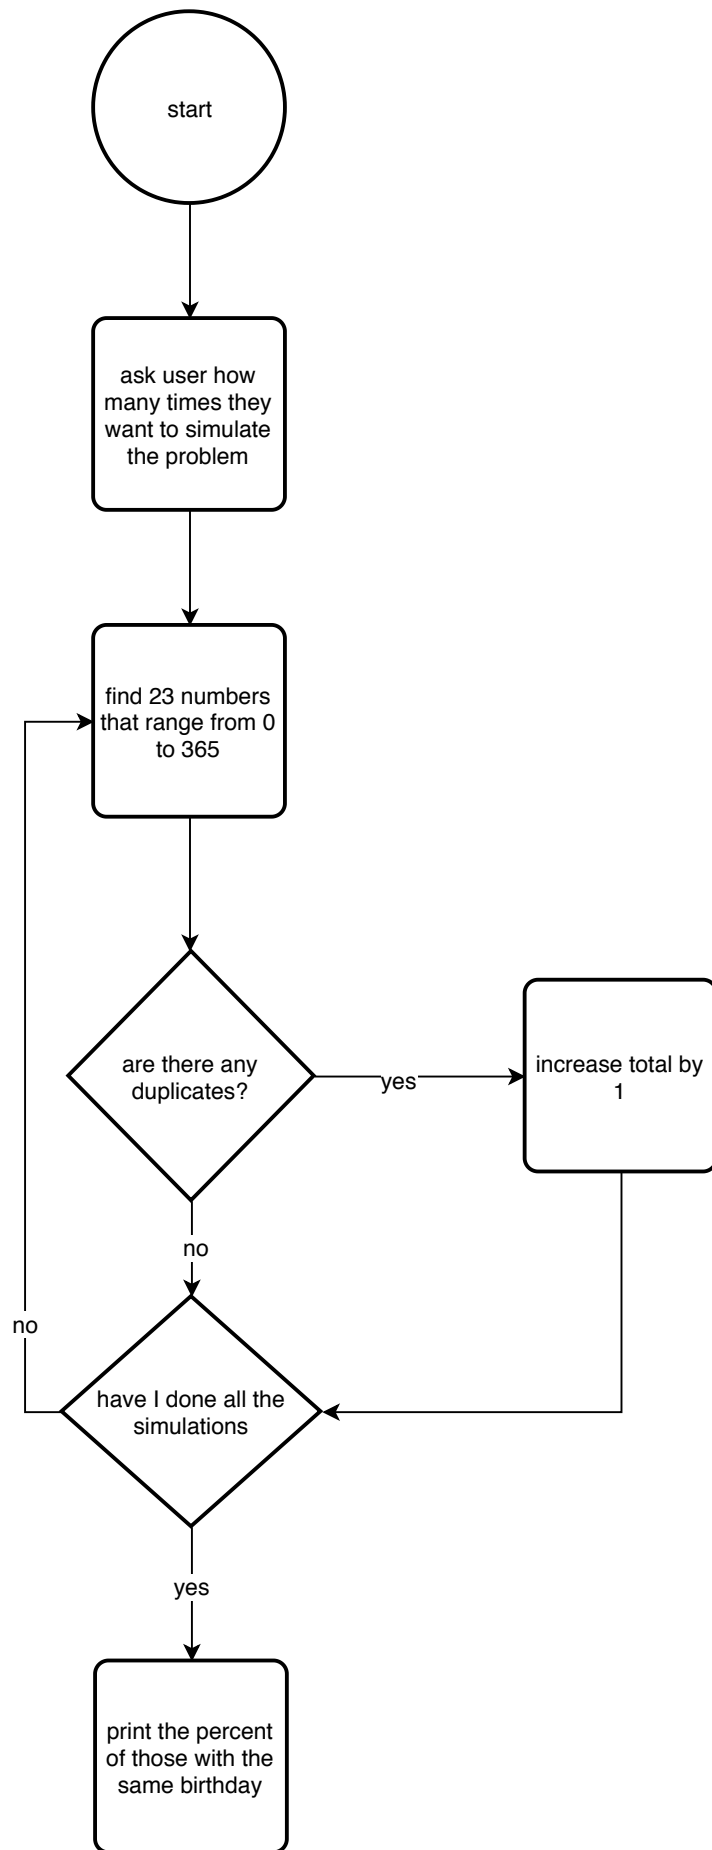 start
ask user how
many times they
want to simulate
the problem
find 23 numbers
that range from 0
to 365
are there any
duplicates?
yes
increase total by
1
no
no
have I done all the
simulations
yes
print the percent
of those with the
same birthday